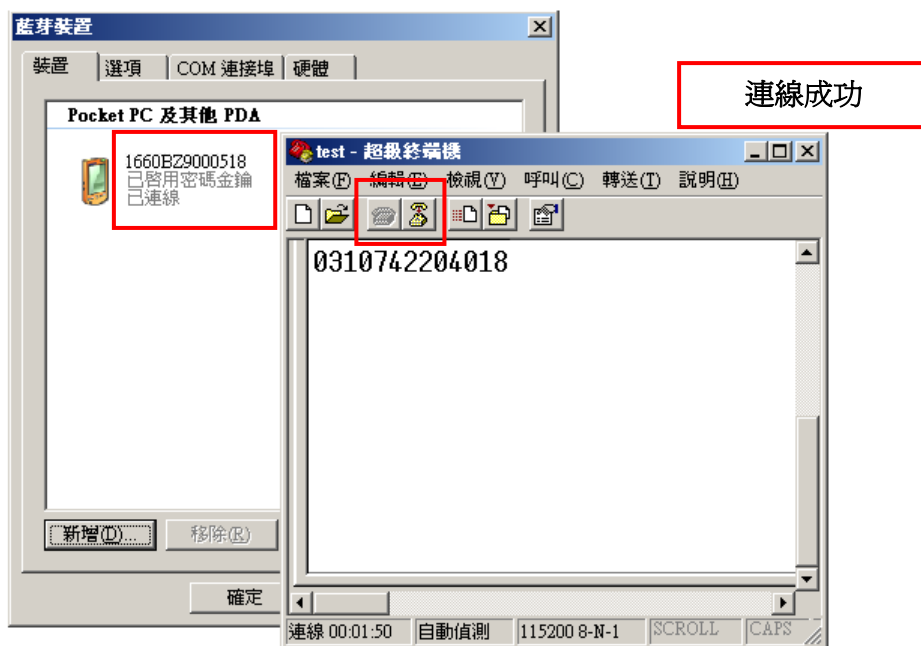 藍芽裝置
裝置 選項 COM 連接埠 硬體
連線成功
Pocket PC 及其他 PDA
1660BZ9000518
已啓用密碼金鑰
已連線
test - 超級終端機
檔案(F) 編輯(E) 檢視(V) 呼叫(C) 轉送(T) 說明(H)
0310742204018
新增(D)... 移除(R)
確定
連線 00:01:50 自動偵測 115200 8-N-1 SCROLL CAPS